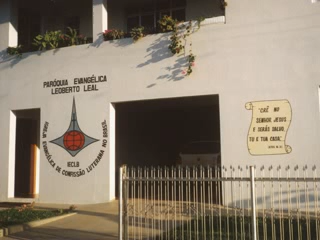 PARÓQUIA EVANGÉLICA
LEOBERTO LEAL
IGREJA EVANGÉLICA DE CONFISSÃO LUTERANA NO BRASIL
IECLB
"CRÊ NO
SENHOR JESUS
E SERÁS SALVO,
TU E TUA CASA"